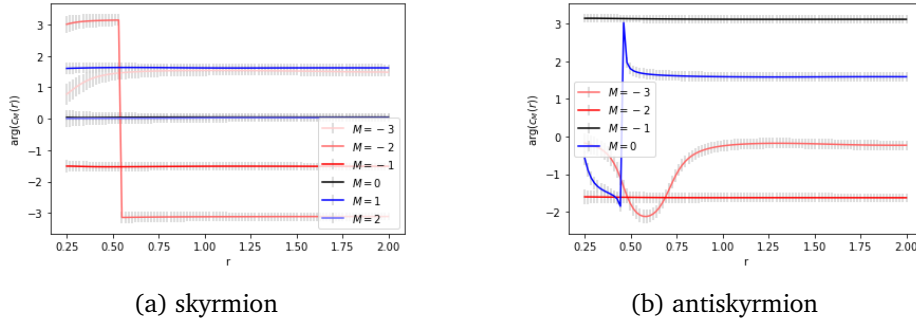 3
2
1
0
−1
−2
−3
arg(c_M(r))
0.25
0.50
0.75
1.00
1.25
1.50
1.75
2.00
r
M = −3
M = −2
M = −1
M = 0
M = 1
M = 2
(a) skyrmion
3
2
1
0
−1
−2
arg(c_M(r))
0.25
0.50
0.75
1.00
1.25
1.50
1.75
2.00
r
M = −3
M = −2
M = −1
M = 0
(b) antiskyrmion